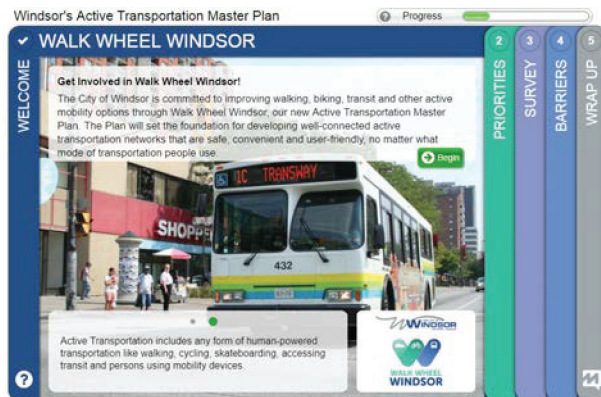 Windsor's Active Transportation Master Plan
? Progress
WALK WHEEL WINDSOR
WELCOME
Get Involved in Walk Wheel Windsor!
The City of Windsor is committed to improving walking, biking, transit and other active
mobility options through Walk Wheel Windsor, our new Active Transportation Master
Plan. The Plan will set the foundation for developing well-connected active
transportation networks that are safe, convenient and user-friendly, no matter what
mode of transportation people use.
Begin
1C TRANSWAY
SHOPPE
432
Active Transportation includes any form of human-powered
transportation like walking, cycling, skateboarding, accessing
transit and persons using mobility devices.
WINDSOR
WALK WHEEL
WINDSOR
?
2
PRIORITIES
3
SURVEY
4
BARRIERS
5
WRAP UP